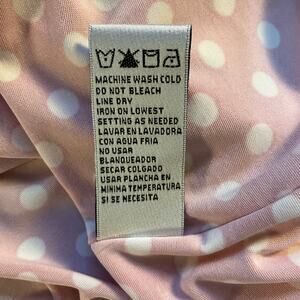 MACHINE WASH COLD
DO NOT BLEACH
LINE DRY
IRON ON LOWEST
SETTING AS NEEDED
LAVAR EN LAVADORA
CON AGUA FRIA
NO USAR
BLANQUEADOR
SECAR COLGADO
USAR PLANCHA EN
MINIMA TEMPERATURA
SI SE NECESITA